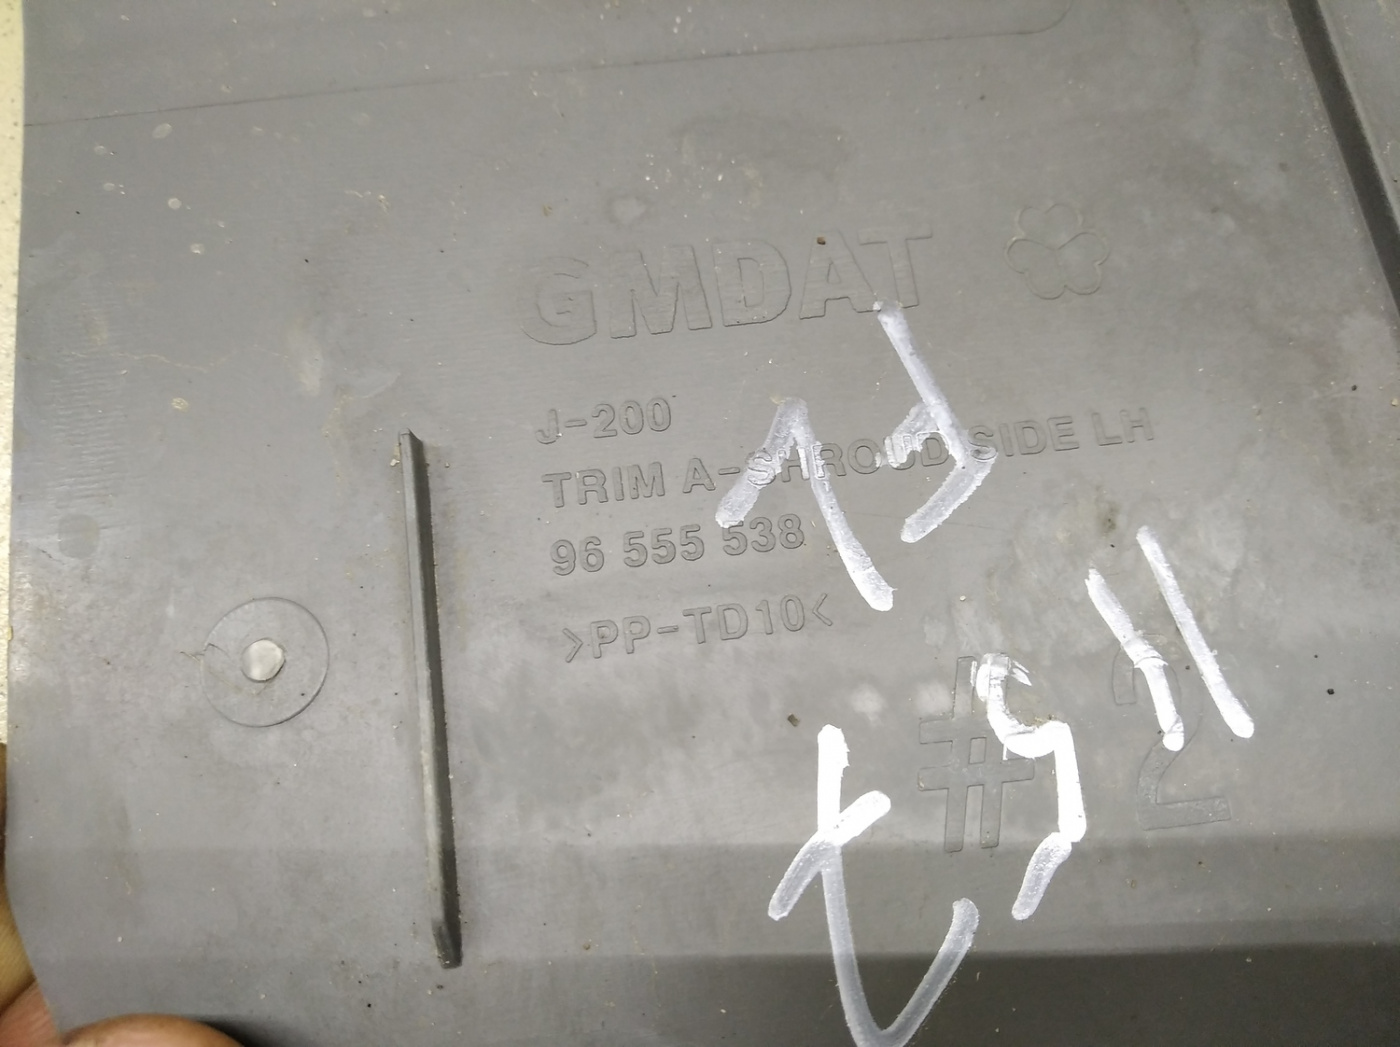 GMDAT
J-200
TRIM A-SHROUD SIDE LH
96 555 538
>PP-TD10<
# 2